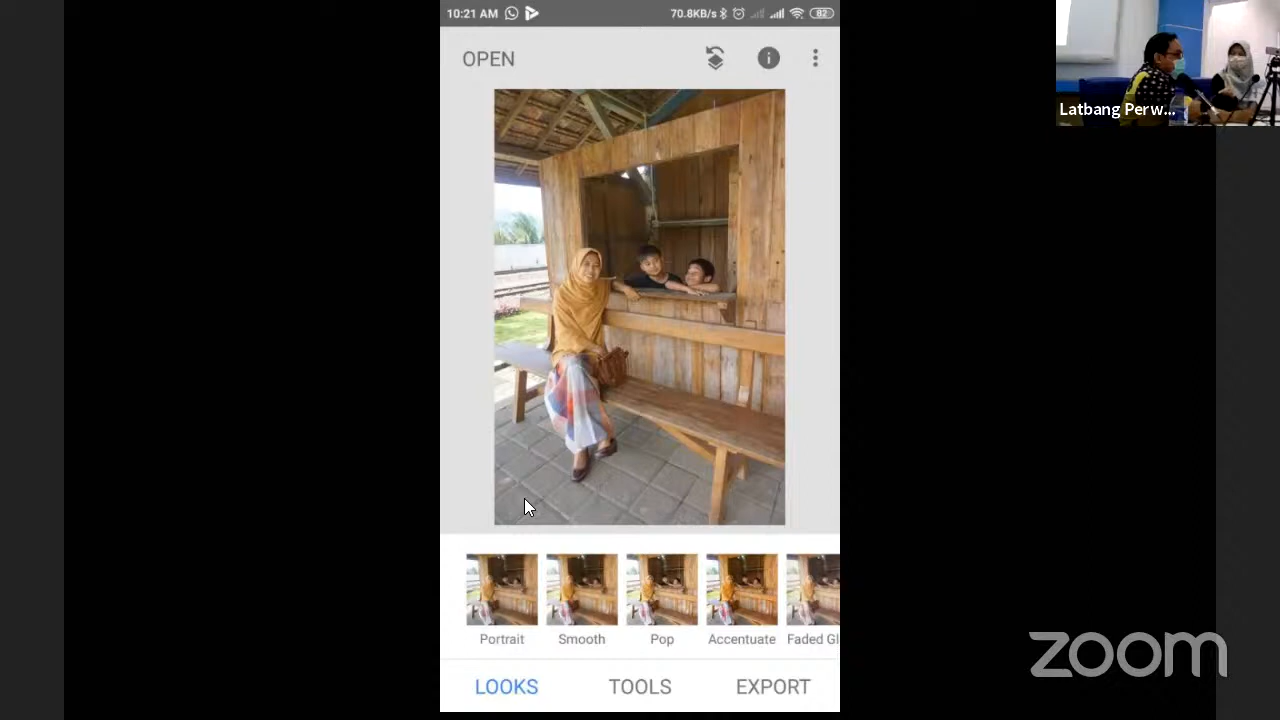 10:21 AM 70.8KB/s 82
OPEN
Latbang Perw...
Portrait Smooth Pop Accentuate Faded Gl
LOOKS TOOLS EXPORT
zoom